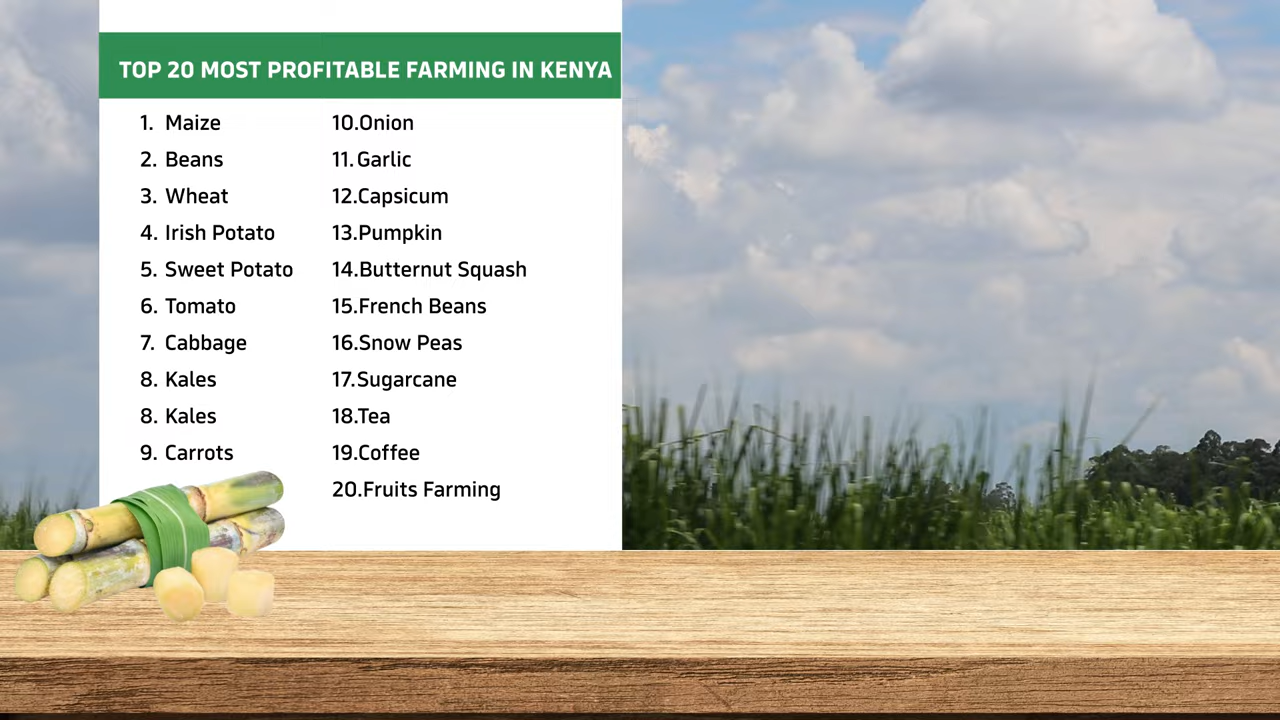 TOP 20 MOST PROFITABLE FARMING IN KENYA
1. Maize
2. Beans
3. Wheat
4. Irish Potato
5. Sweet Potato
6. Tomato
7. Cabbage
8. Kales
8. Kales
9. Carrots
10.Onion
11.Garlic
12.Capsicum
13.Pumpkin
14.Butternut Squash
15.French Beans
16.Snow Peas
17.Sugarcane
18.Tea
19.Coffee
20.Fruits Farming